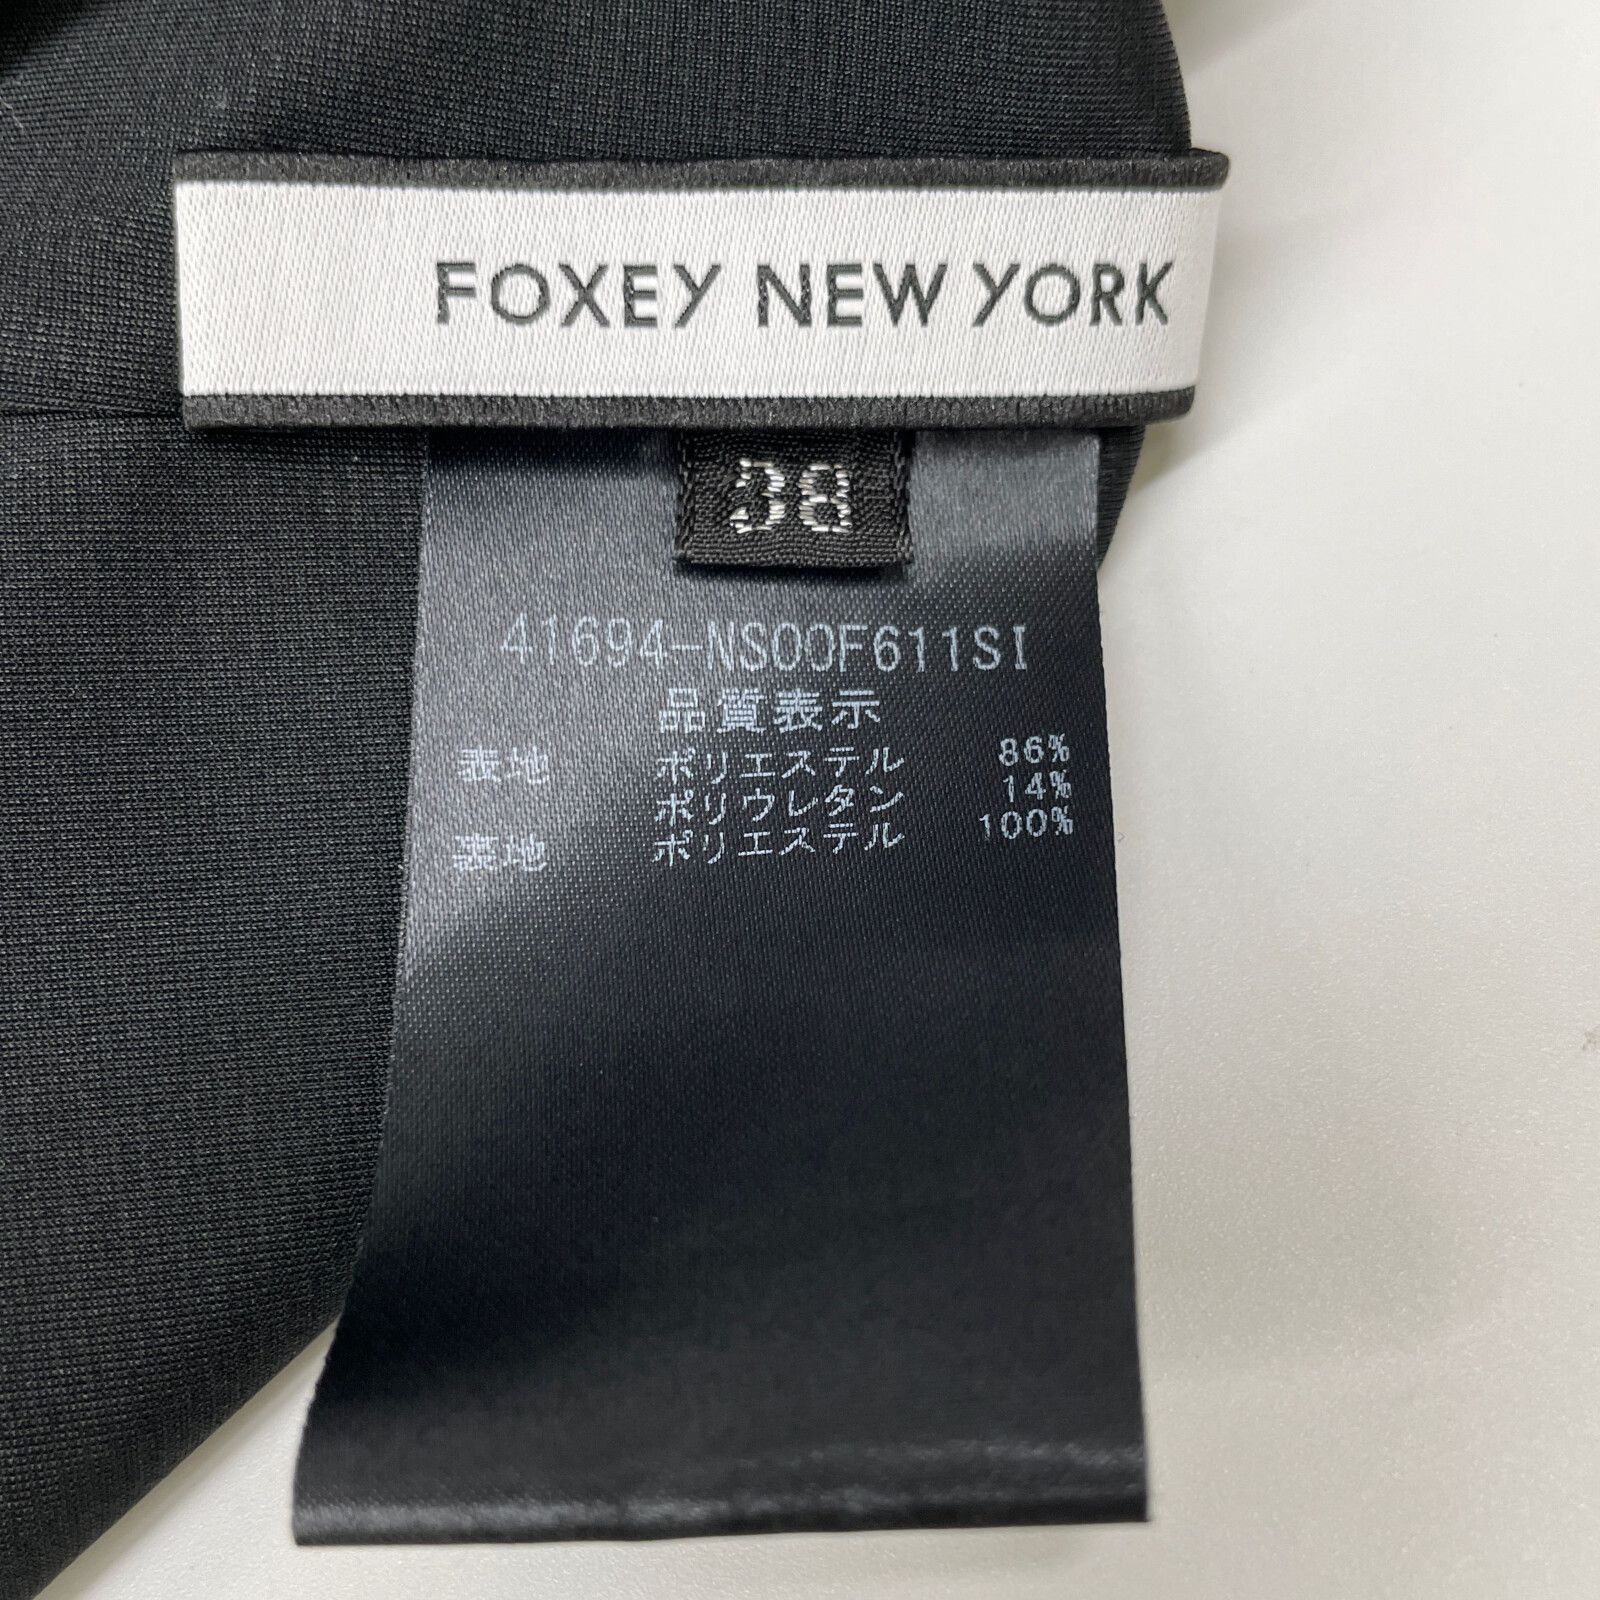 FOXEY NEW YORK
38
41694-NS00F611SI
品質表示
表地 ポリエステル 86%
ポリウレタン 14%
裏地 ポリエステル 100%